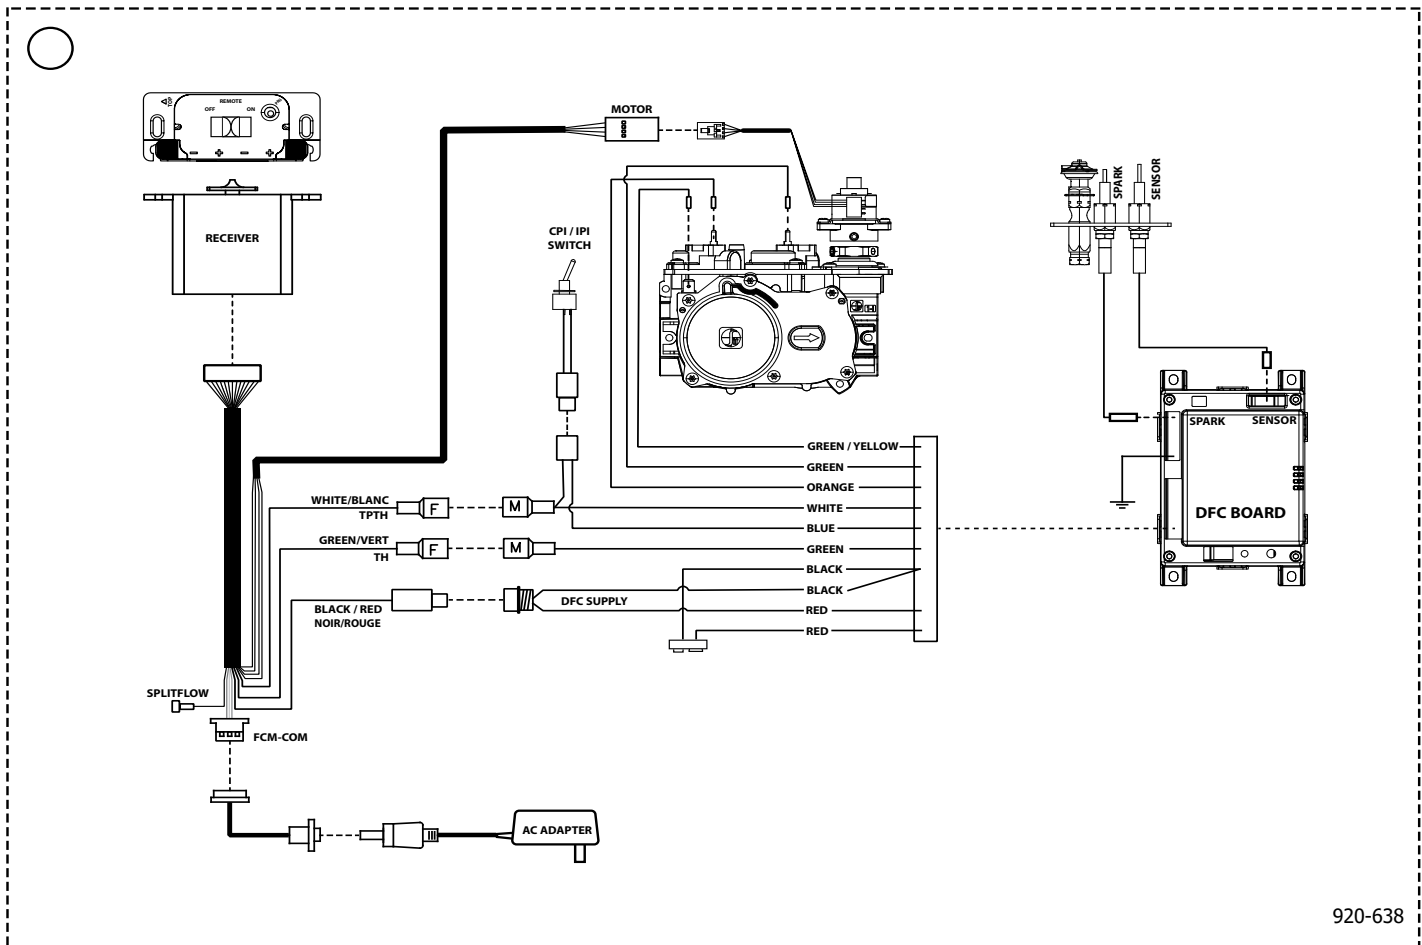 TOP
REMOTE
OFF
ON
MOTOR
SPARK
SENSOR
CPI / IPI
SWITCH
RECEIVER
SPARK
SENSOR
GREEN / YELLOW
GREEN
ORANGE
WHITE/BLANC
TPTH
F
M
WHITE
DFC BOARD
BLUE
GREEN/VERT
TH
F
M
GREEN
BLACK
BLACK / RED
NOIR/ROUGE
DFC SUPPLY
BLACK
RED
RED
SPLITFLOW
FCM-COM
AC ADAPTER
920-638